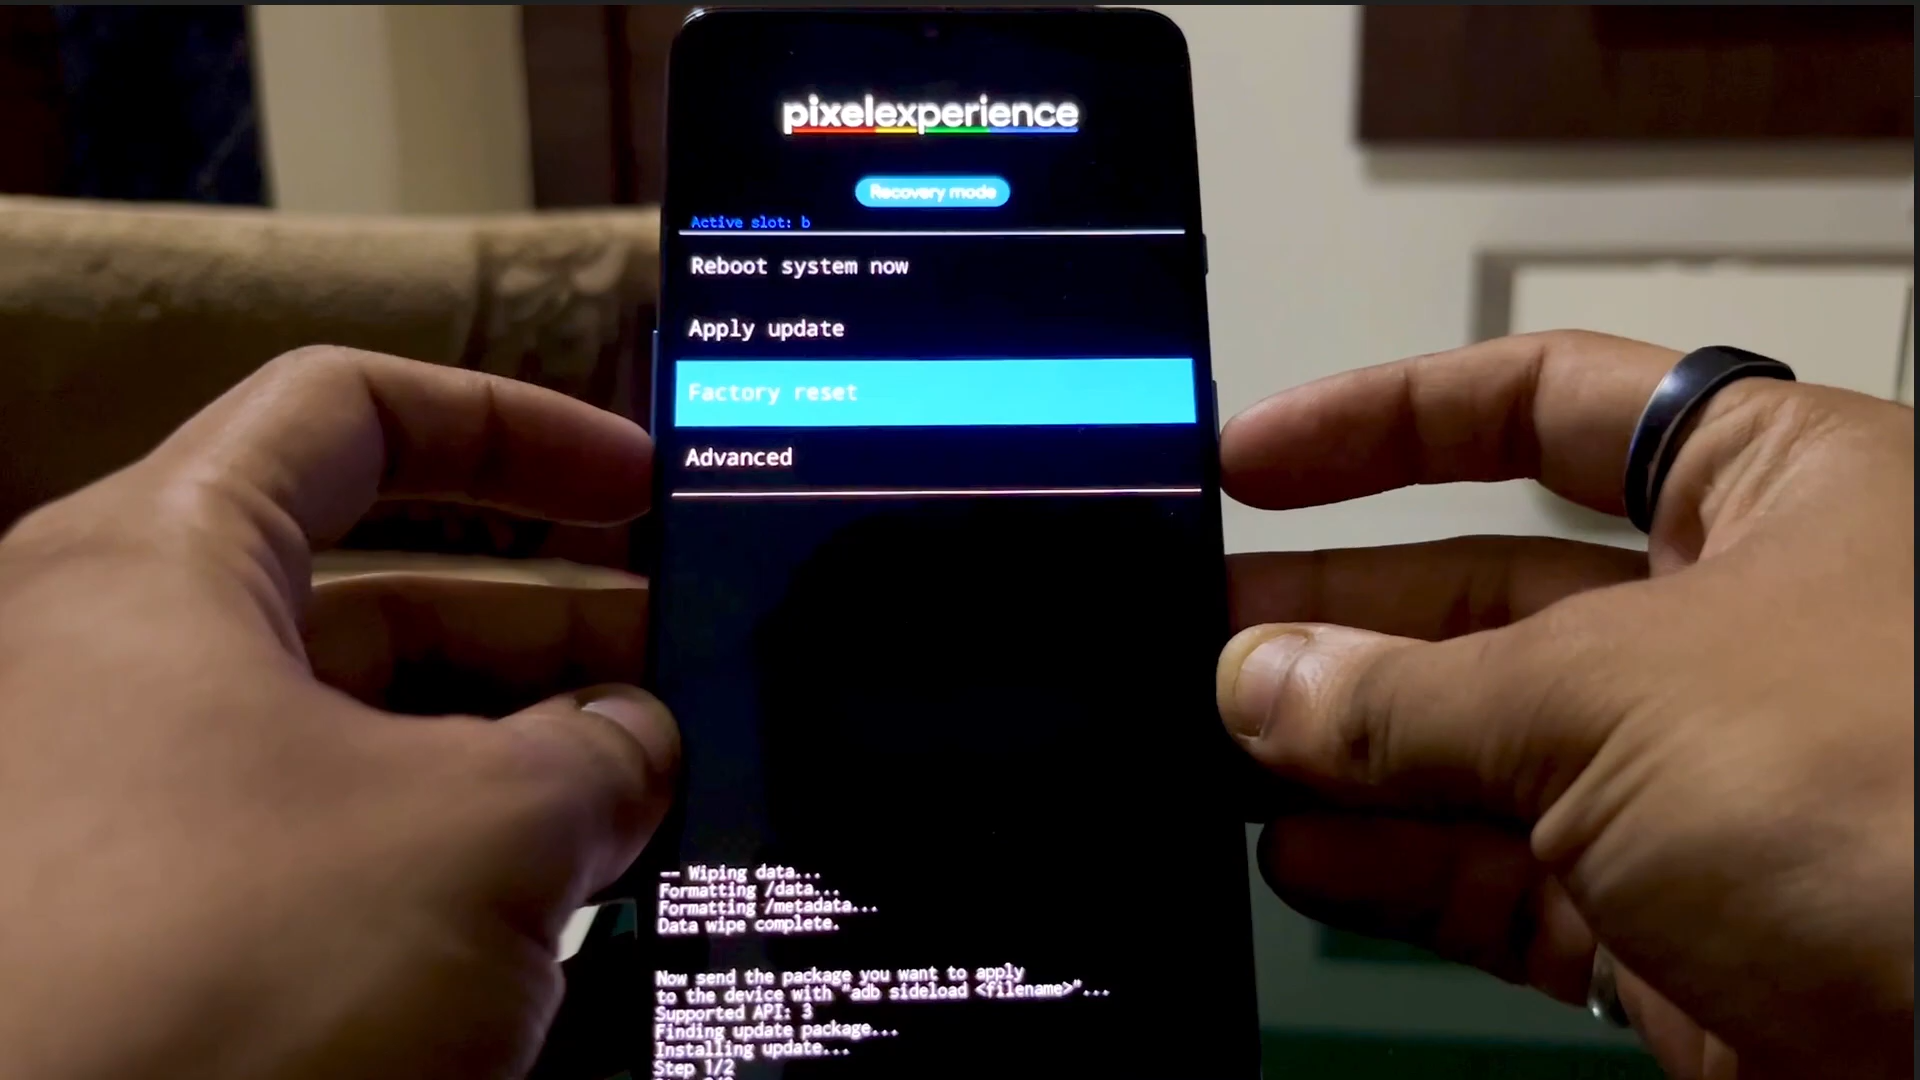 pixelexperience
Recovery mode
Active slot: b
Reboot system now
Apply update
Factory reset
Advanced
-- Wiping data...
Formatting /data...
Formatting /metadata...
Data wipe complete.
Now send the package you want to apply
to the device with "adb sideload <filename>"...
Supported API: 3
Finding update package...
Installing update...
Step 1/2